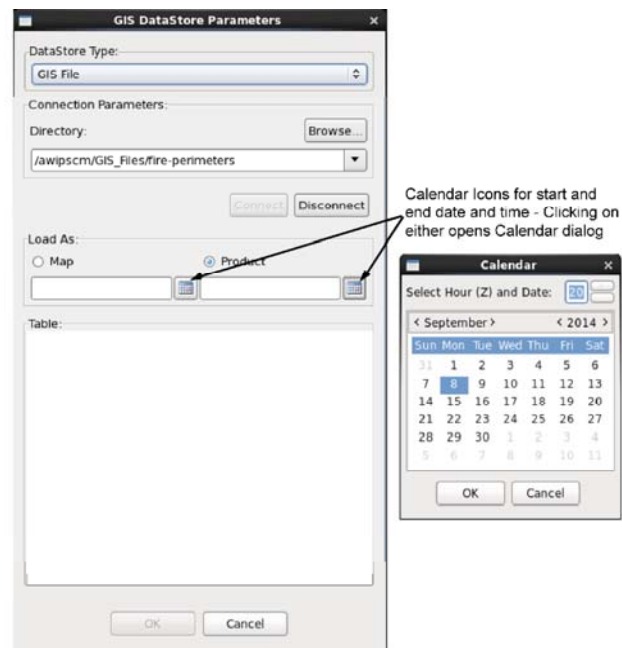 GIS DataStore Parameters ×
DataStore Type:
GIS File
Connection Parameters:
Directory: Browse...
/awipscm/GIS_Files/fire-perimeters
Connect Disconnect
Load As:
Map Product
Table:
OK Cancel
Calendar Icons for start and
end date and time - Clicking on
either opens Calendar dialog
Calendar ×
Select Hour (Z) and Date: 20
< September > < 2014 >
Sun Mon Tue Wed Thu Fri Sat
31 1 2 3 4 5 6
7 8 9 10 11 12 13
14 15 16 17 18 19 20
21 22 23 24 25 26 27
28 29 30 1 2 3 4
5 6 7 8 9 10 11
OK Cancel